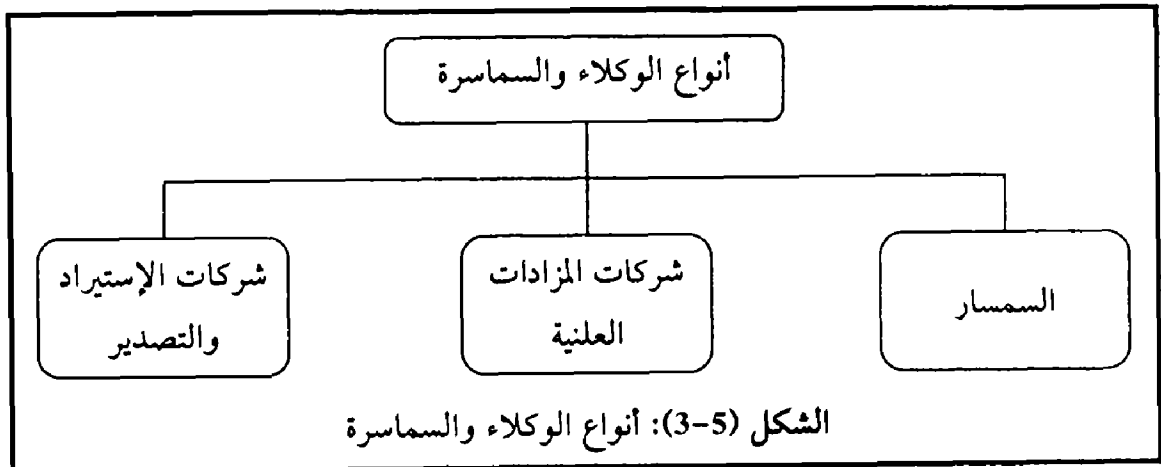 أنواع الوكلاء والسماسرة
السمسار
شركات المزادات
العلنية
شركات الإستيراد
والتصدير
الشكل (5-3): أنواع الوكلاء والسماسرة